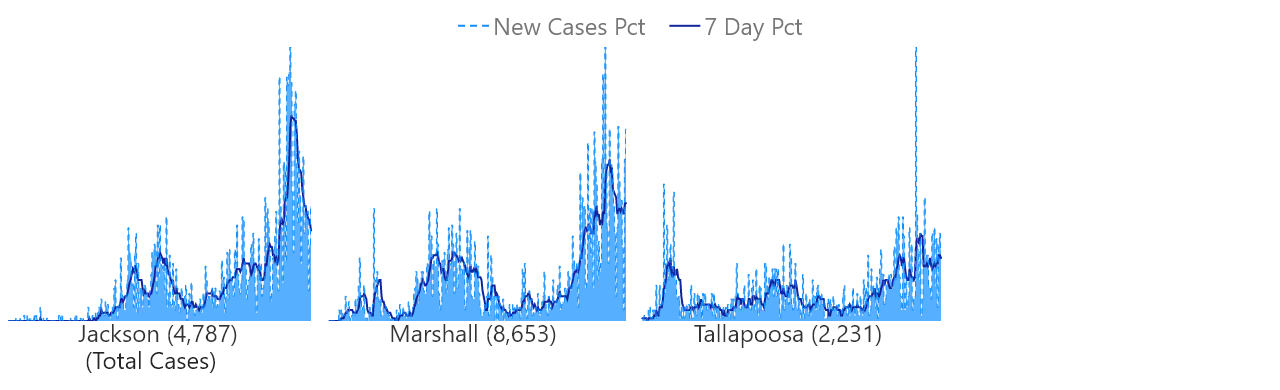 New Cases Pct 7 Day Pct
Jackson (4,787) Marshall (8,653) Tallapoosa (2,231)
(Total Cases)